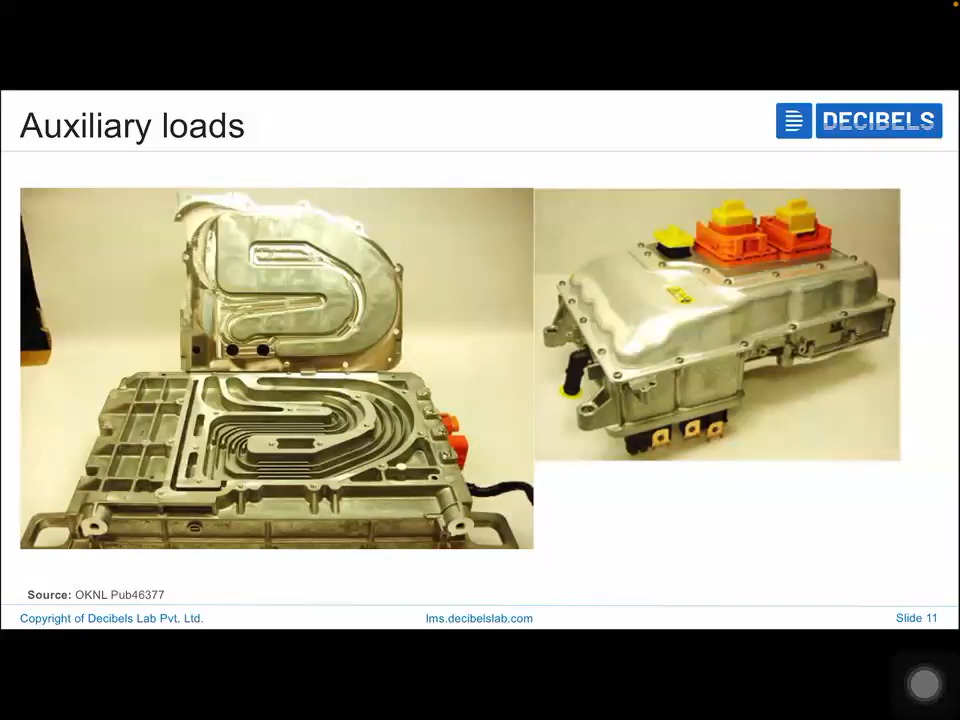 Auxiliary loads
DECIBELS
Source: OKNL Pub46377
Copyright of Decibels Lab Pvt. Ltd.
lms.decibelslab.com
Slide 11